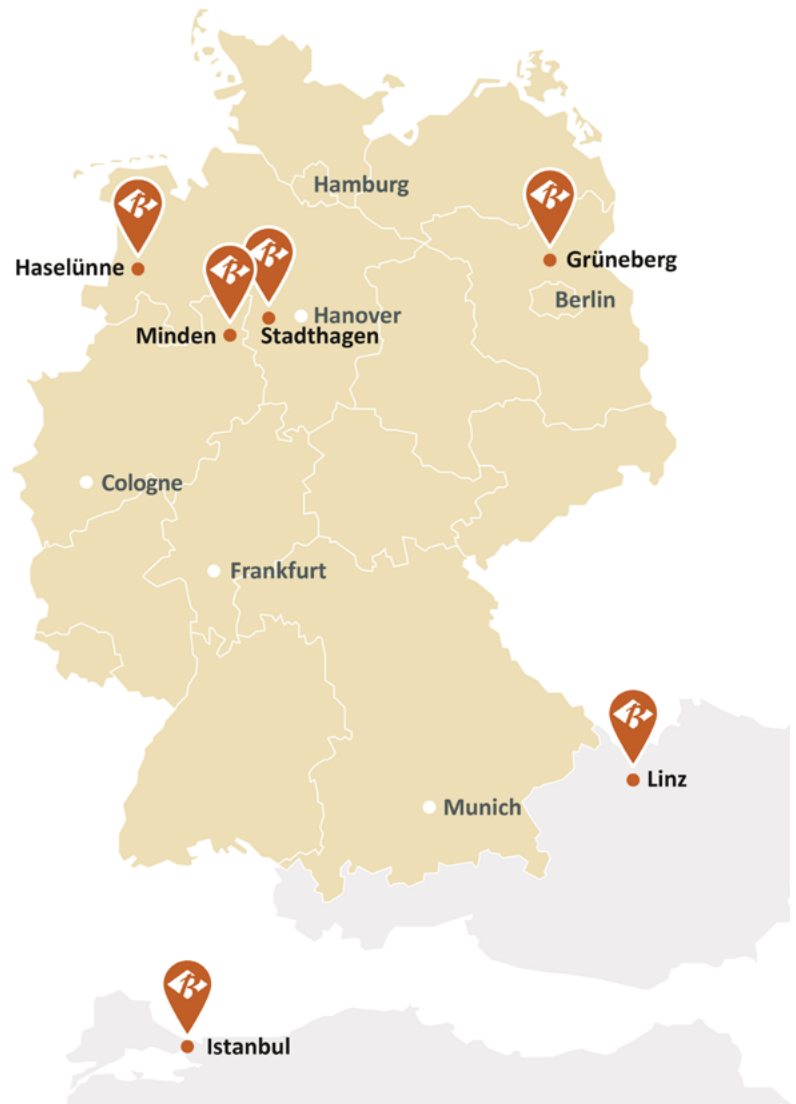 Hamburg
Haselünne
Grüneberg
Berlin
Hanover
Minden
Stadthagen
Cologne
Frankfurt
Linz
Munich
Istanbul